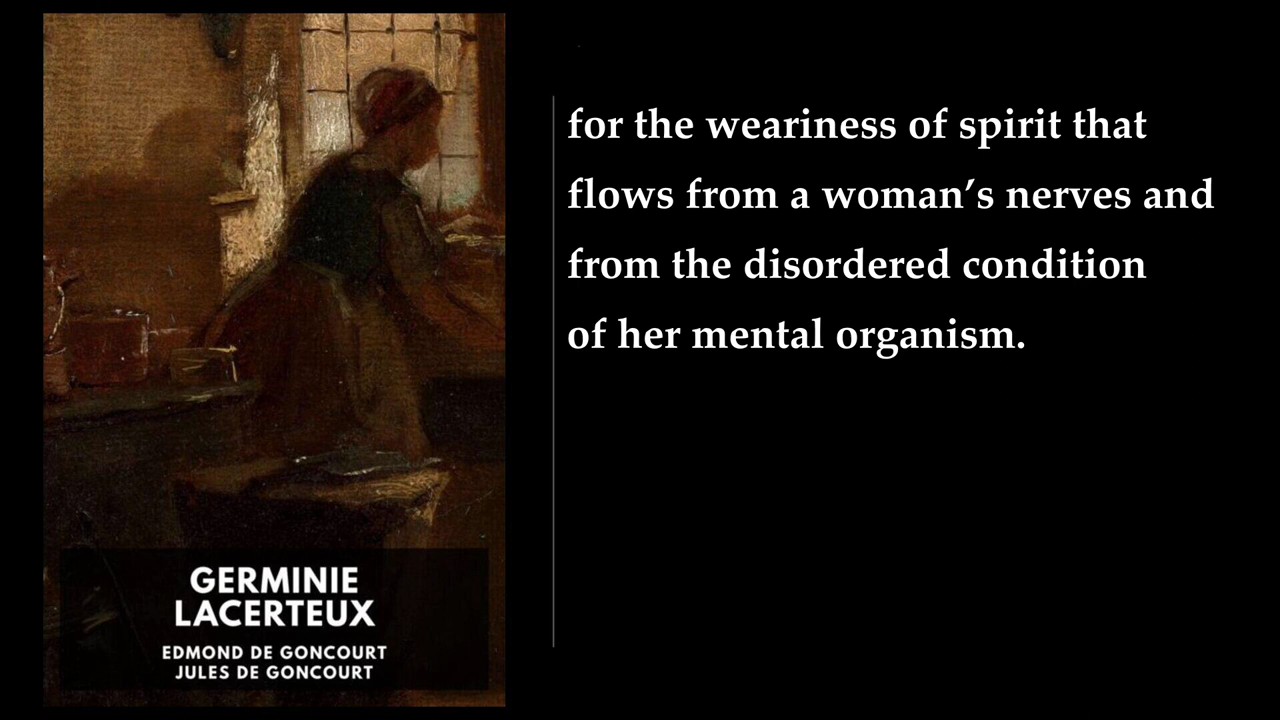 for the weariness of spirit that
flows from a woman’s nerves and
from the disordered condition
of her mental organism.
GERMINIE
LACERTEUX
EDMOND DE GONCOURT
JULES DE GONCOURT